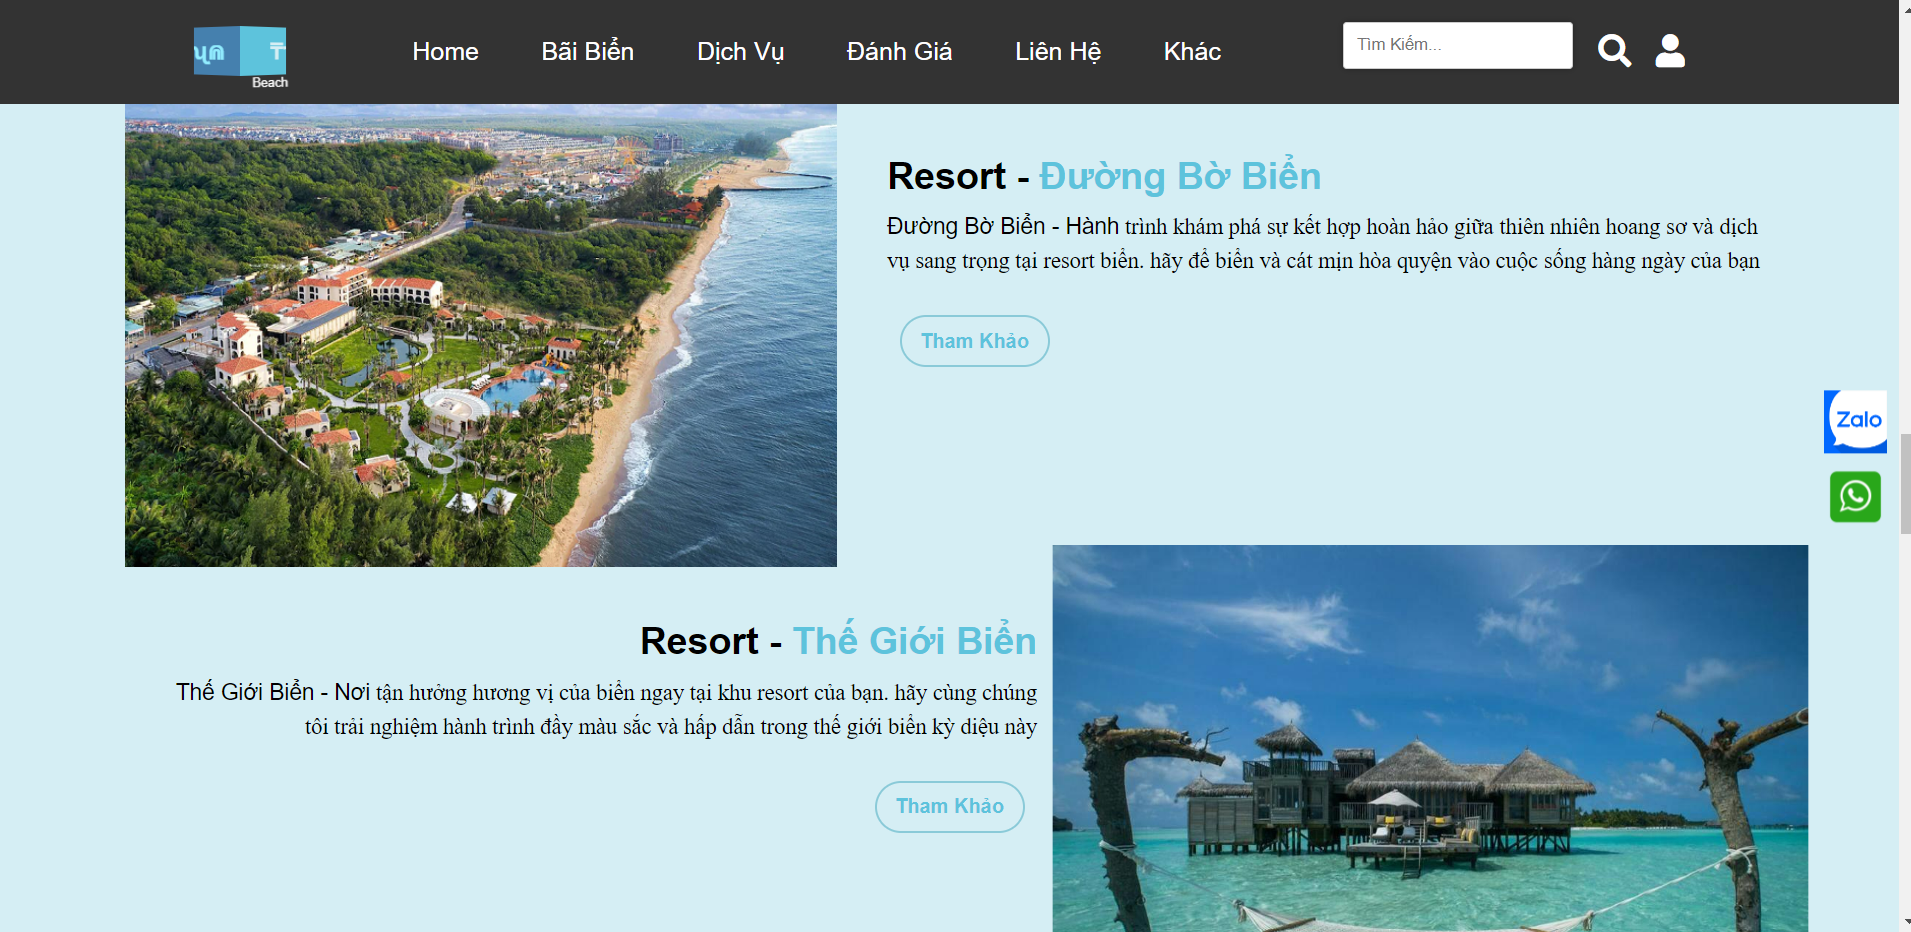 Beach
Home
Bãi Biển
Dịch Vụ
Đánh Giá
Liên Hệ
Khác
Tìm Kiếm...
Resort - Đường Bờ Biển
Đường Bờ Biển - Hành trình khám phá sự kết hợp hoàn hảo giữa thiên nhiên hoang sơ và dịch
vụ sang trọng tại resort biển. hãy để biển và cát mịn hòa quyện vào cuộc sống hàng ngày của bạn
Tham Khảo
Zalo
Resort - Thế Giới Biển
Thế Giới Biển - Nơi tận hưởng hương vị của biển ngay tại khu resort của bạn. hãy cùng chúng
tôi trải nghiệm hành trình đầy màu sắc và hấp dẫn trong thế giới biển kỳ diệu này
Tham Khảo